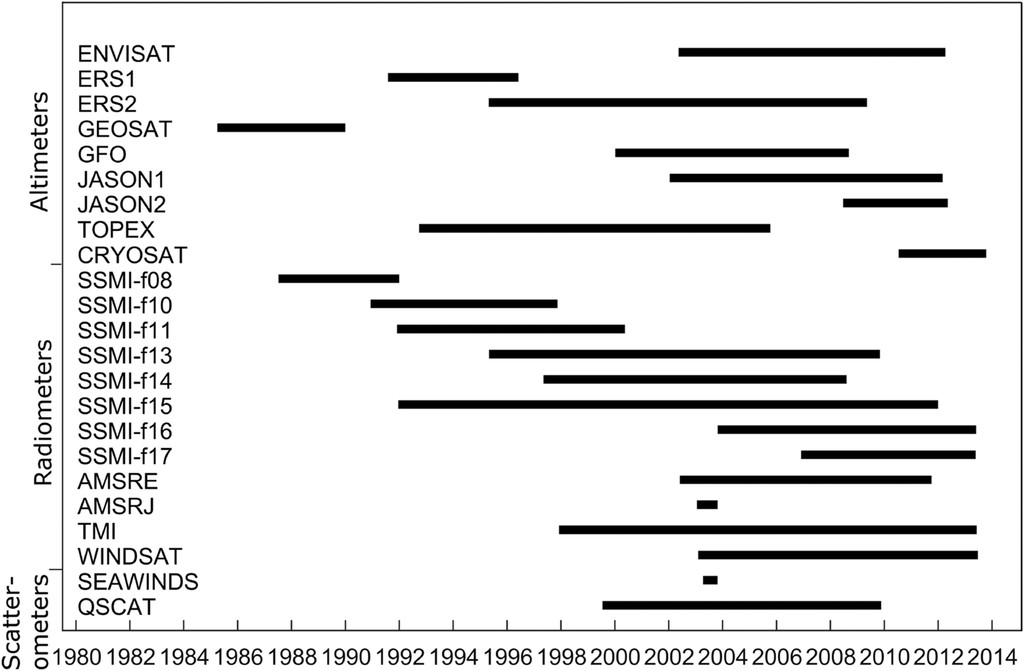 Altimeters
ENVISAT
ERS1
ERS2
GEOSAT
GFO
JASON1
JASON2
TOPEX
CRYOSAT
Radiometers
SSMI-f08
SSMI-f10
SSMI-f11
SSMI-f13
SSMI-f14
SSMI-f15
SSMI-f16
SSMI-f17
AMSRE
AMSRJ
TMI
WINDSAT
Scatter-
ometers
SEAWINDS
QSCAT
1980 1982 1984 1986 1988 1990 1992 1994 1996 1998 2000 2002 2004 2006 2008 2010 2012 2014